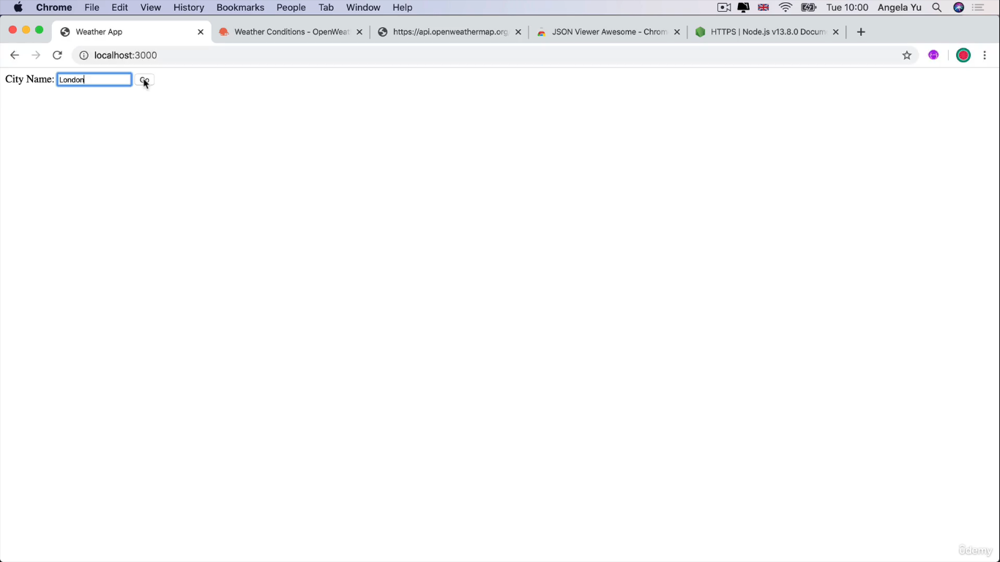 Chrome File Edit View History Bookmarks People Tab Window Help Tue 10:00 Angela Yu
Weather App Weather Conditions - OpenWeat https://api.openweathermap.org JSON Viewer Awesome - Chrom HTTPS | Node.js v13.8.0 Docum
localhost:3000
City Name: London Go
ûdemy